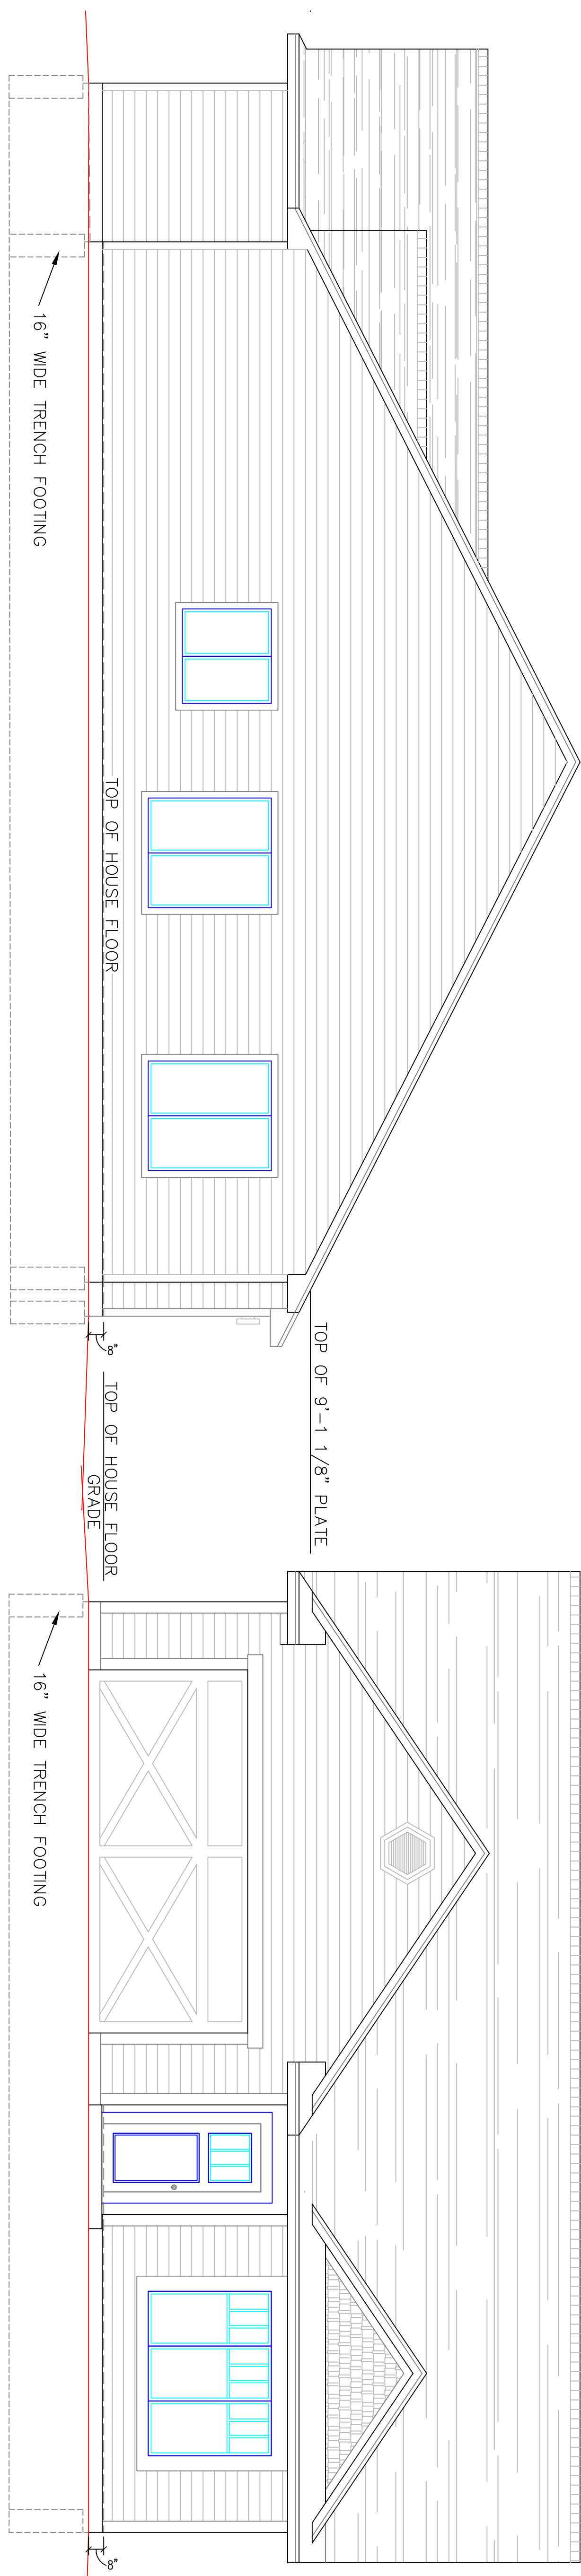 16" WIDE TRENCH FOOTING
TOP OF HOUSE FLOOR
8"
TOP OF 9'-1 1/8" PLATE
TOP OF HOUSE FLOOR
GRADE
16" WIDE TRENCH FOOTING
8"